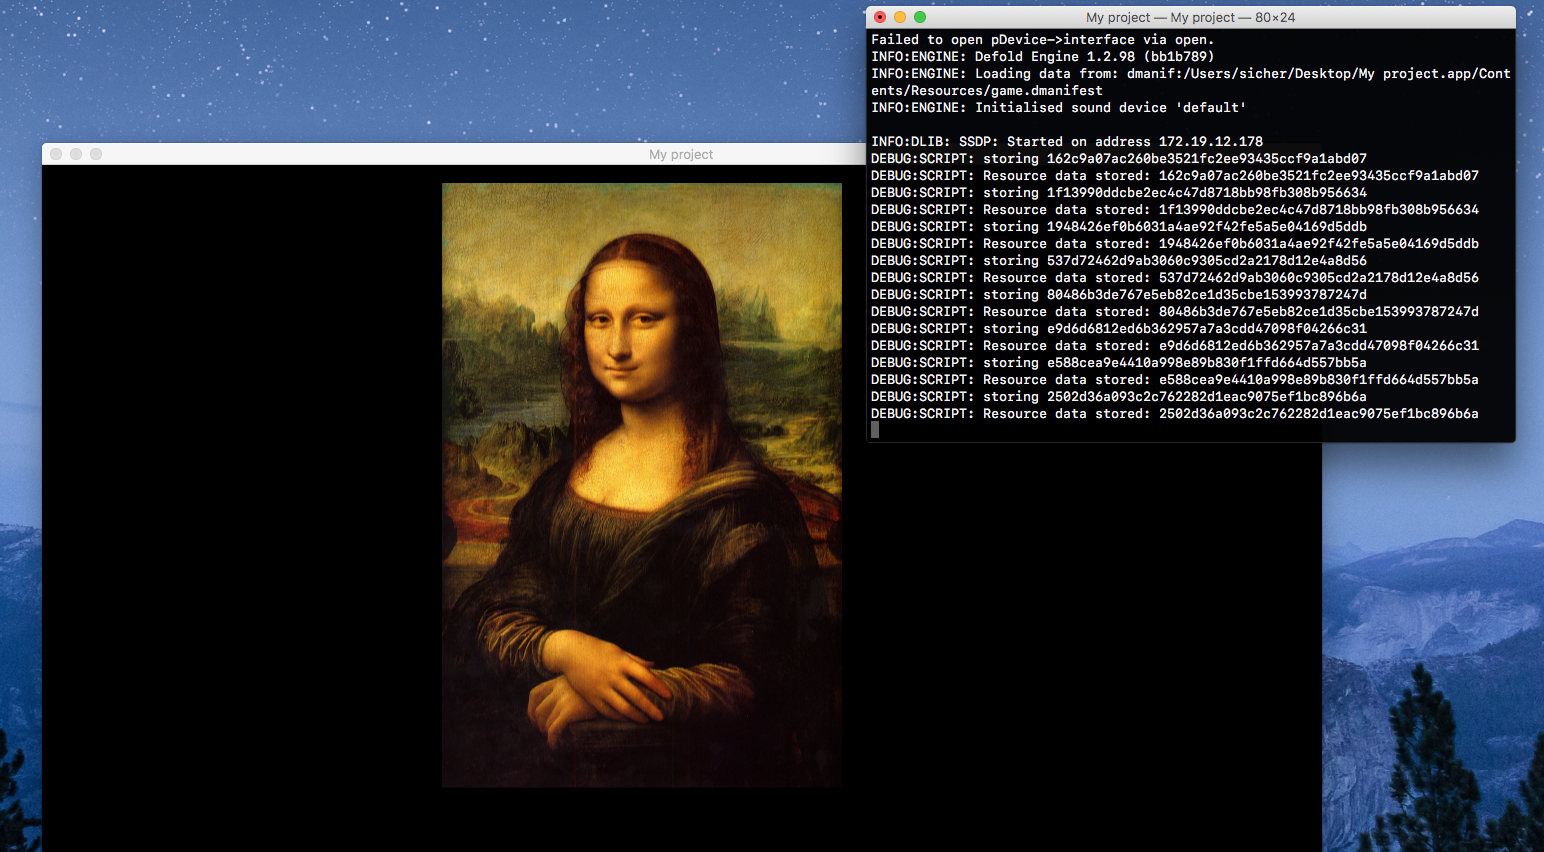 My project — My project — 80×24
Failed to open pDevice->interface via open.
INFO:ENGINE: Defold Engine 1.2.98 (bb1b789)
INFO:ENGINE: Loading data from: dmanif:/Users/sicher/Desktop/My project.app/Cont
ents/Resources/game.dmanifest
INFO:ENGINE: Initialised sound device 'default'
INFO:DLIB: SSDP: Started on address 172.19.12.178
DEBUG:SCRIPT: storing 162c9a07ac260be3521fc2ee93435ccf9a1abd07
DEBUG:SCRIPT: Resource data stored: 162c9a07ac260be3521fc2ee93435ccf9a1abd07
DEBUG:SCRIPT: storing 1f13990ddcbe2ec4c47d8718bb98fb308b956634
DEBUG:SCRIPT: Resource data stored: 1f13990ddcbe2ec4c47d8718bb98fb308b956634
DEBUG:SCRIPT: storing 1948426ef0b6031a4ae92f42fe5a5e04169d5ddb
DEBUG:SCRIPT: Resource data stored: 1948426ef0b6031a4ae92f42fe5a5e04169d5ddb
DEBUG:SCRIPT: storing 537d72462d9ab3060c9305cd2a2178d12e4a8d56
DEBUG:SCRIPT: Resource data stored: 537d72462d9ab3060c9305cd2a2178d12e4a8d56
DEBUG:SCRIPT: storing 80486b3de767e5eb82ce1d35cbe153993787247d
DEBUG:SCRIPT: Resource data stored: 80486b3de767e5eb82ce1d35cbe153993787247d
DEBUG:SCRIPT: storing e9d6d6812ed6b362957a7a3cdd47098f04266c31
DEBUG:SCRIPT: Resource data stored: e9d6d6812ed6b362957a7a3cdd47098f04266c31
DEBUG:SCRIPT: storing e588cea9e4410a998e89b830f1ffd664d557bb5a
DEBUG:SCRIPT: Resource data stored: e588cea9e4410a998e89b830f1ffd664d557bb5a
DEBUG:SCRIPT: storing 2502d36a093c2c762282d1eac9075ef1bc896b6a
DEBUG:SCRIPT: Resource data stored: 2502d36a093c2c762282d1eac9075ef1bc896b6a
My project